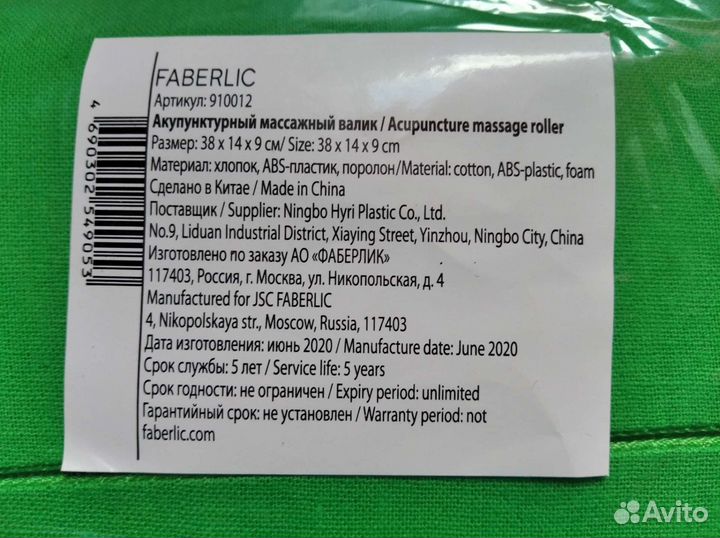 FABERLIC
Артикул: 910012
Акупунктурный массажный валик / Acupuncture massage roller
Размер: 38 x 14 x 9 см/ Size: 38 x 14 x 9 cm
Материал: хлопок, ABS-пластик, поролон/Material: cotton, ABS-plastic, foam
Сделано в Китае / Made in China
Поставщик / Supplier: Ningbo Hyri Plastic Co., Ltd.
No.9, Liduan Industrial District, Xiaying Street, Yinzhou, Ningbo City, China
Изготовлено по заказу АО «ФАБЕРЛИК»
117403, Россия, г. Москва, ул. Никопольская, д. 4
Manufactured for JSC FABERLIC
4, Nikopolskaya str., Moscow, Russia, 117403
Дата изготовления: июнь 2020 / Manufacture date: June 2020
Срок службы: 5 лет / Service life: 5 years
Срок годности: не ограничен / Expiry period: unlimited
Гарантийный срок: не установлен / Warranty period: not
faberlic.com
4 690302 549053
Avito